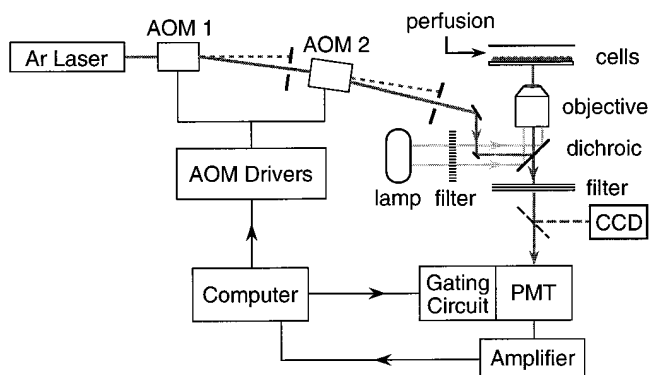 AOM 1
perfusion
Ar Laser
AOM 2
cells
objective
dichroic
lamp
filter
filter
AOM Drivers
CCD
Computer
Gating
Circuit
PMT
Amplifier